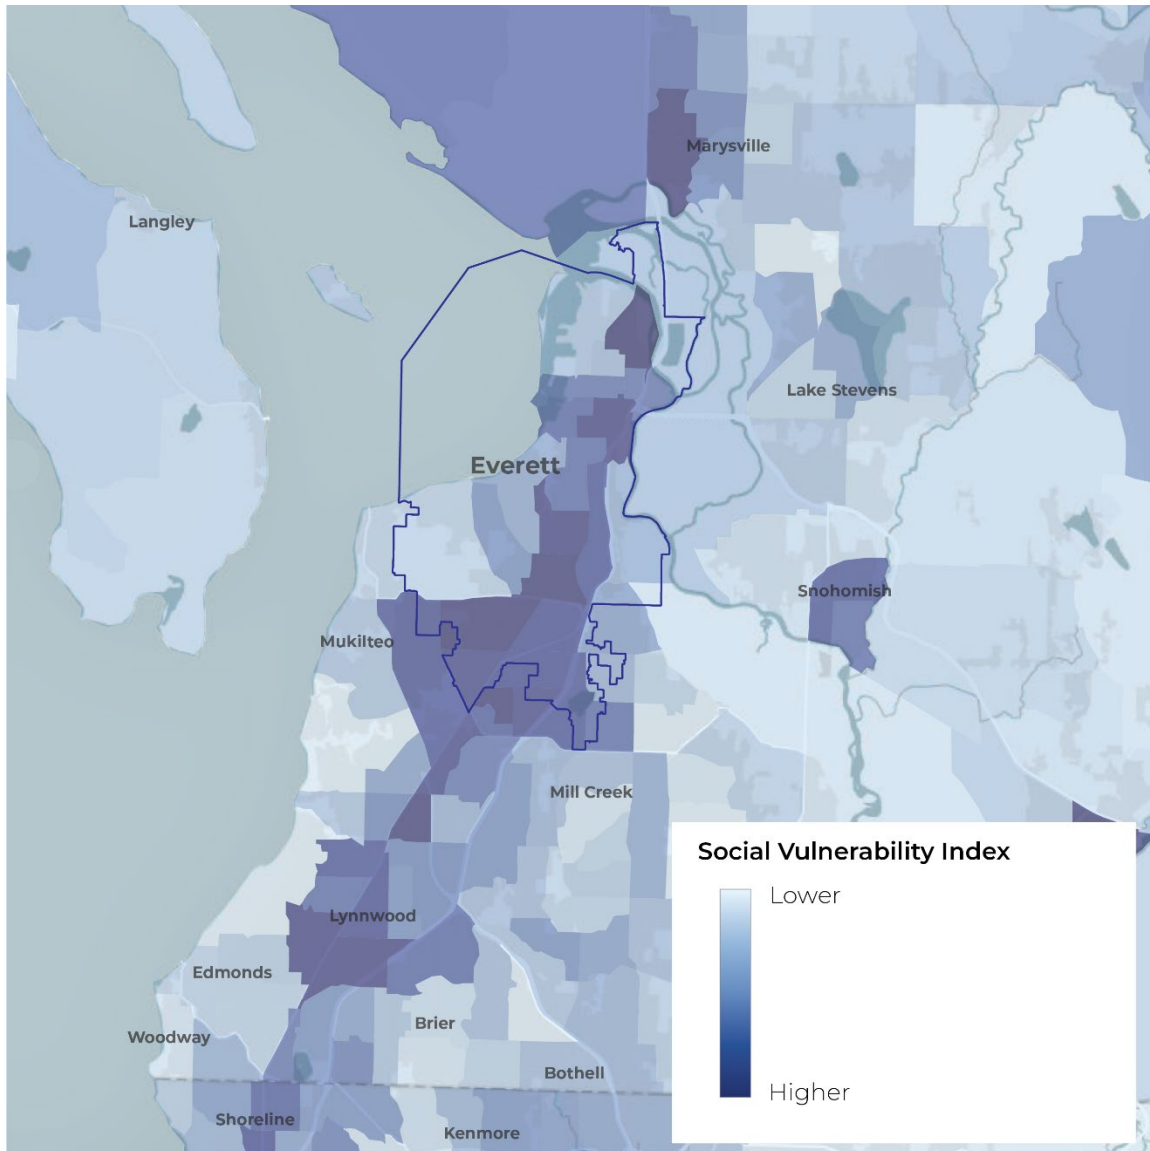 Marysville
Langley
Lake Stevens
Everett
Snohomish
Mukilteo
Mill Creek
Social Vulnerability Index
Lower
Higher
Lynnwood
Edmonds
Brier
Woodway
Bothell
Shoreline
Kenmore